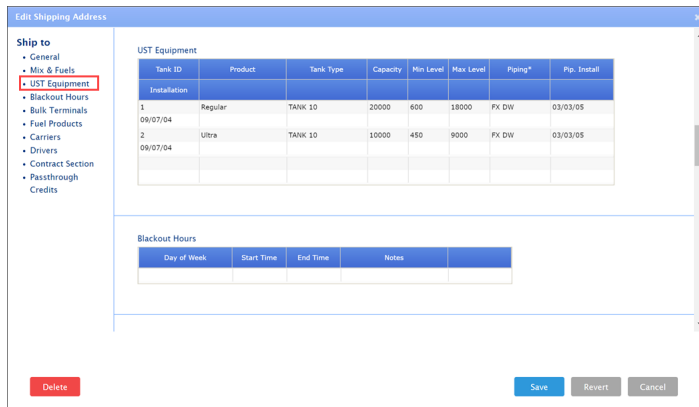 Edit Shipping Address
Ship to
• General
• Mix & Fuels
• UST Equipment
• Blackout Hours
• Bulk Terminals
• Fuel Products
• Carriers
• Drivers
• Contract Section
• Passthrough
Credits
UST Equipment
Tank ID Product Tank Type Capacity Min Level Max Level Piping* Pip. Install
Installation
1 Regular TANK 10 20000 600 18000 FX DW 03/03/05
09/07/04
2 Ultra TANK 10 10000 450 9000 FX DW 03/03/05
09/07/04
Blackout Hours
Day of Week Start Time End Time Notes
Delete Save Revert Cancel